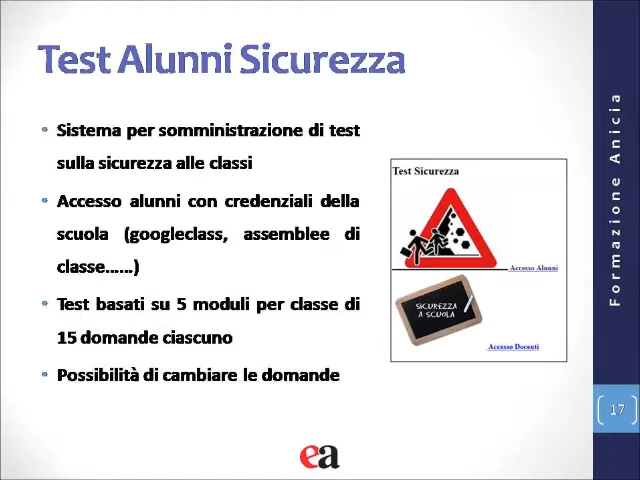 Test Alunni Sicurezza
Sistema per somministrazione di test
sulla sicurezza alle classi
Accesso alunni con credenziali della
scuola (googleclass, assemblee di
classe……)
Test basati su 5 moduli per classe di
15 domande ciascuno
Possibilità di cambiare le domande
Test Sicurezza
Accesso Alunni
SICUREZZA
A SCUOLA
Accesso Docenti
Formazione Anicia
17
ea